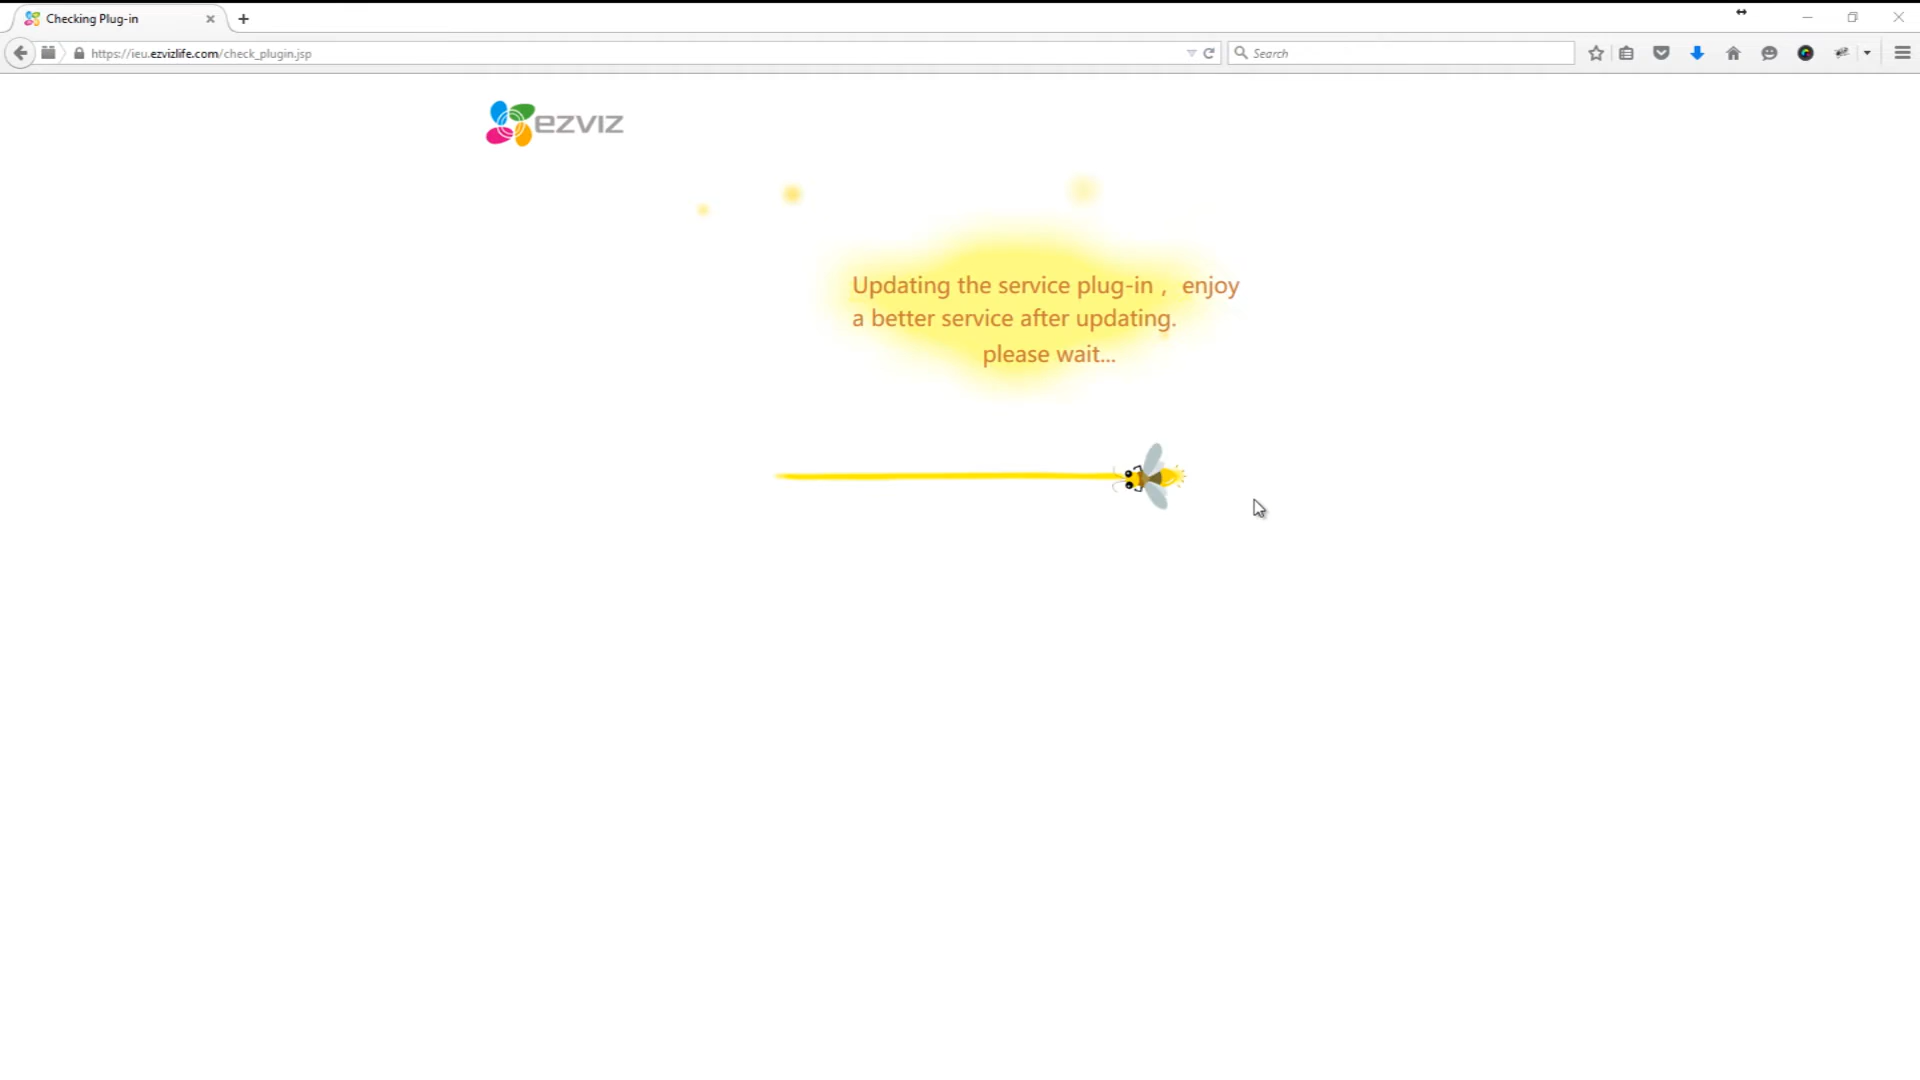 Checking Plug-in
https://ieu.ezvizlife.com/check_plugin.jsp
Search
ezviz
Updating the service plug-in , enjoy
a better service after updating.
please wait...